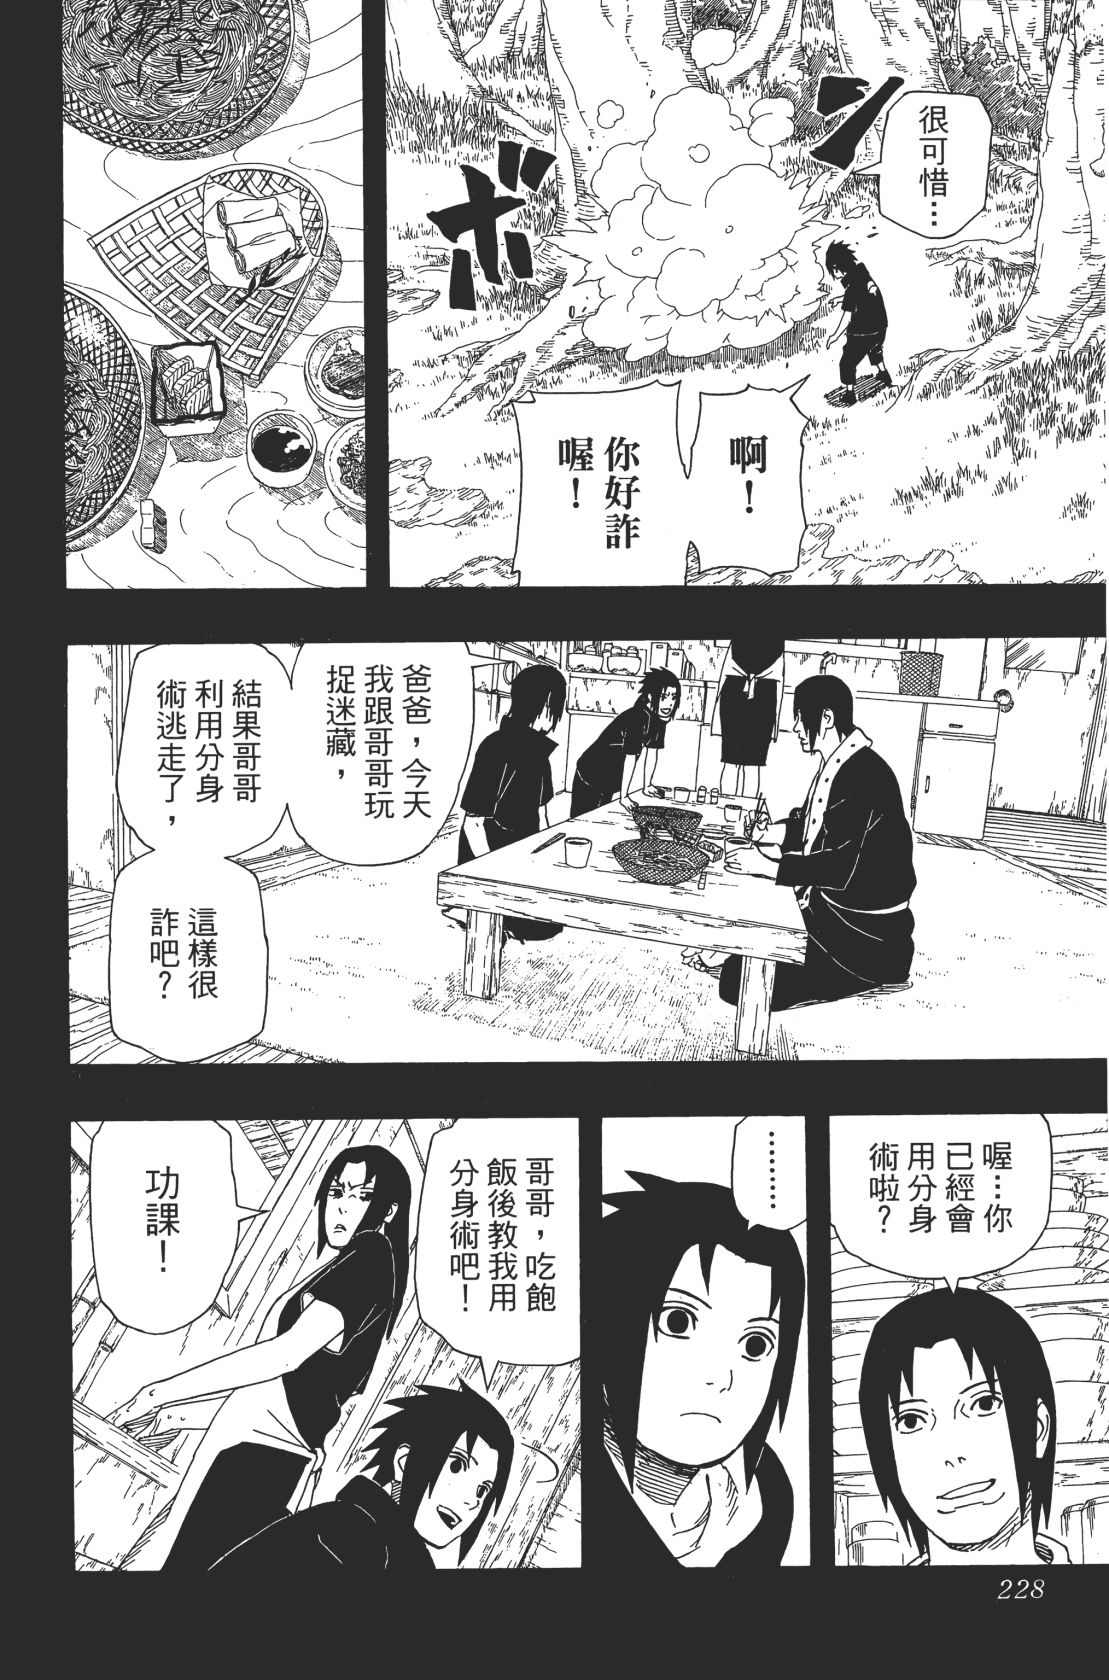 很可惜⋯
ボ
ン
啊！
你好詐
喔！
爸爸，今天
我跟哥哥玩
捉迷藏，
結果哥哥
利用分身
術逃走了，
這樣很
詐吧？
喔⋯你
已經會
用分身
術啦？
⋯⋯⋯
哥哥，吃飽
飯後教我用
分身術吧！
功課！
228